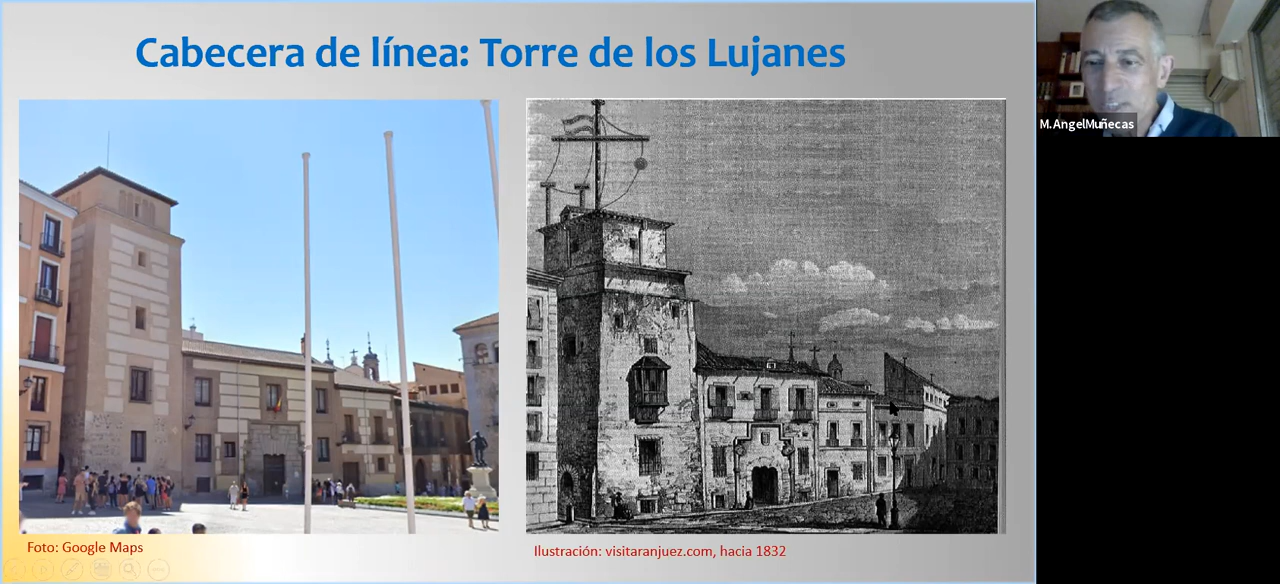 Cabecera de línea: Torre de los Lujanes
M.AngelMuñecas
Foto: Google Maps
Ilustración: visitaranjuez.com, hacia 1832